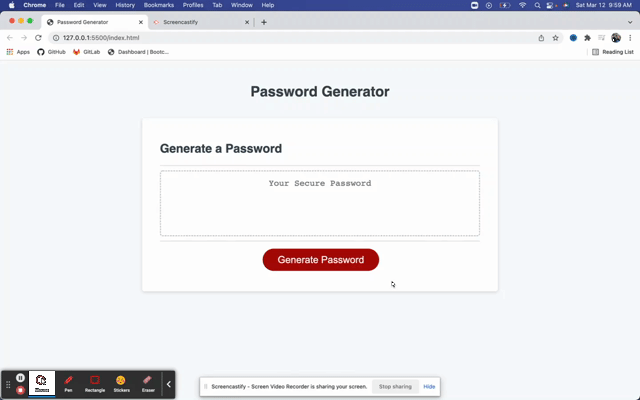 Chrome File Edit View History Bookmarks Profiles Tab Window Help Sat Mar 12 9:59 AM
Password Generator Screencastify
127.0.0.1:5500/index.html
Apps GitHub GitLab Dashboard | Bootc... Reading List
Password Generator
Generate a Password
Your Secure Password
Generate Password
Pen Rectangle Stickers Eraser
Screencastify - Screen Video Recorder is sharing your screen. Stop sharing Hide